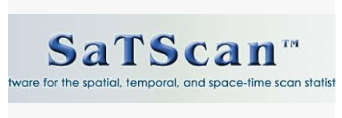 SaTScan™
tware for the spatial, temporal, and space-time scan statist